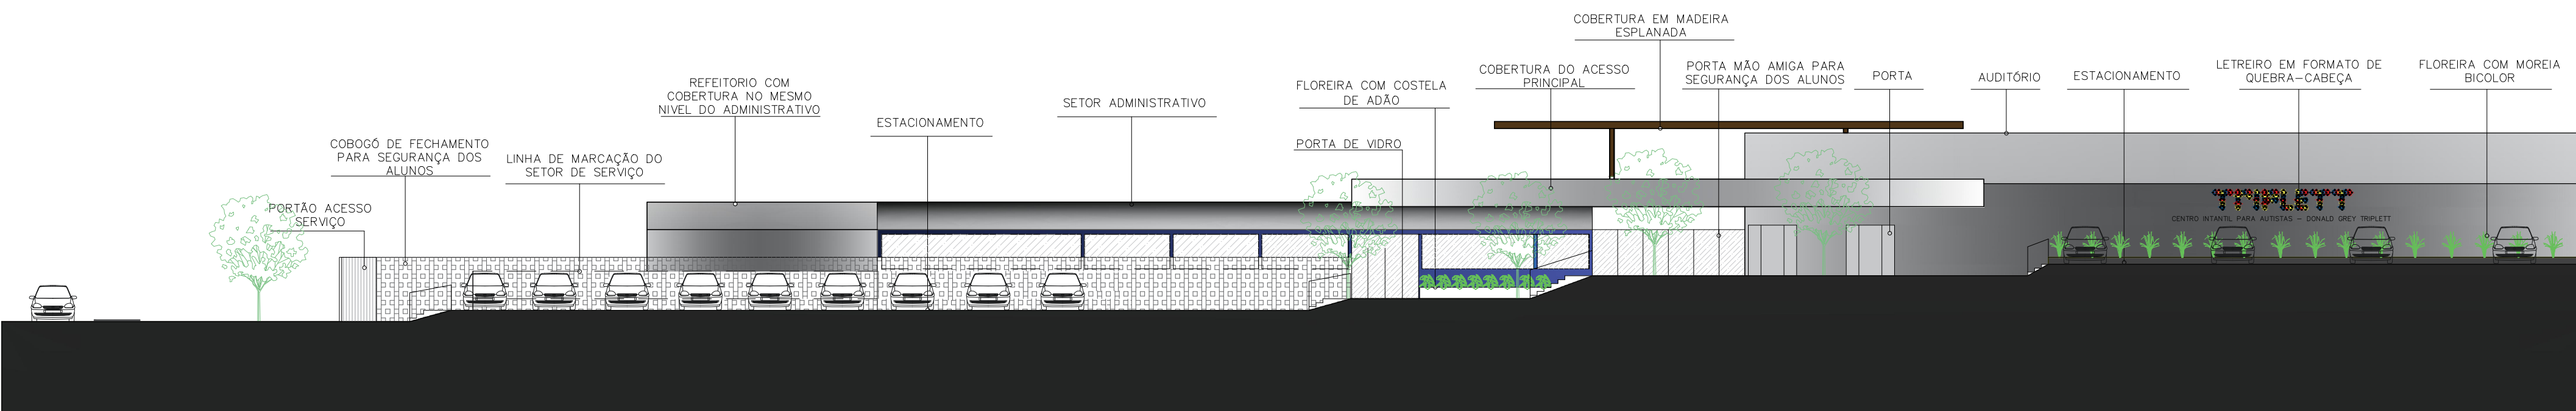 PORTÃO ACESSO
SERVIÇO
COBOGÓ DE FECHAMENTO
PARA SEGURANÇA DOS
ALUNOS
LINHA DE MARCAÇÃO DO
SETOR DE SERVIÇO
REFEITORIO COM
COBERTURA NO MESMO
NIVEL DO ADMINISTRATIVO
ESTACIONAMENTO
SETOR ADMINISTRATIVO
FLOREIRA COM COSTELA
DE ADÃO
PORTA DE VIDRO
COBERTURA DO ACESSO
PRINCIPAL
COBERTURA EM MADEIRA
ESPLANADA
PORTA MÃO AMIGA PARA
SEGURANÇA DOS ALUNOS
PORTA
AUDITÓRIO
ESTACIONAMENTO
LETREIRO EM FORMATO DE
QUEBRA-CABEÇA
FLOREIRA COM MOREIA
BICOLOR
TRIPLETT
CENTRO INTANTIL PARA AUTISTAS - DONALD GREY TRIPLETT